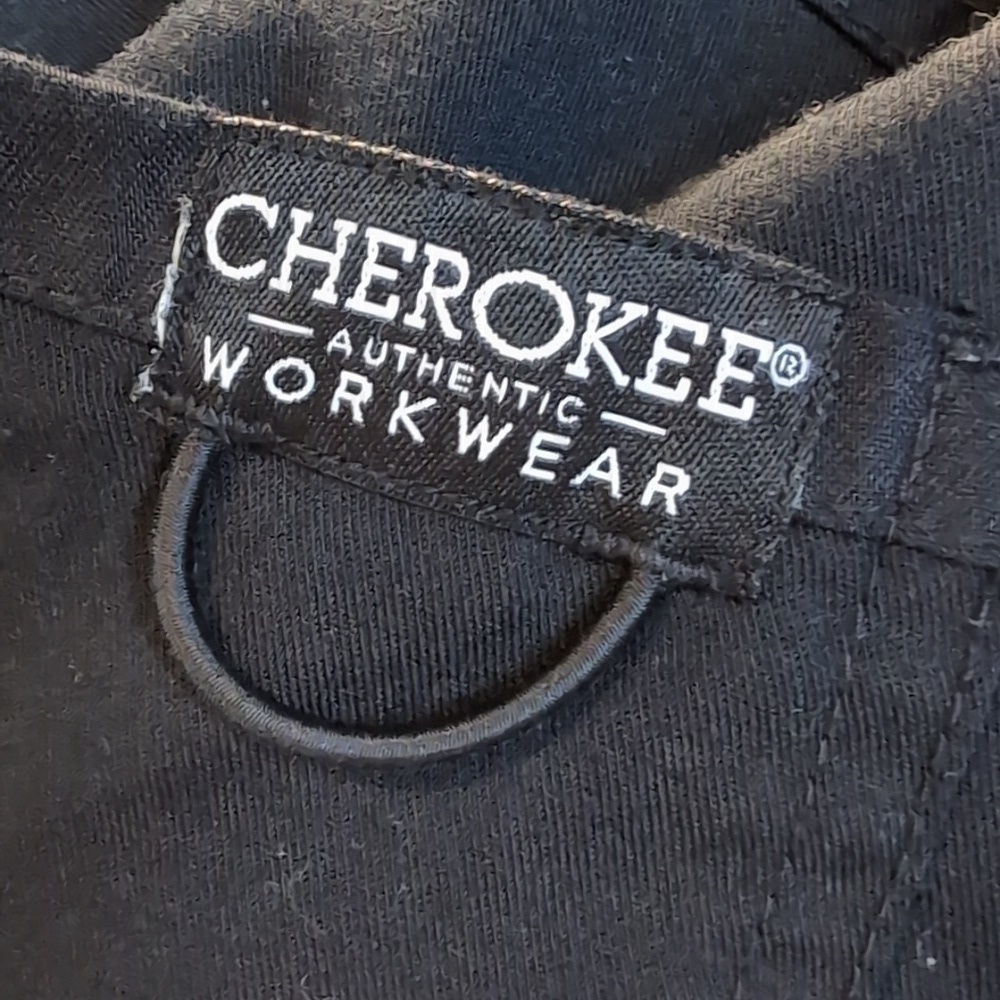 CHEROKEE®
— AUTHENTIC —
WORKWEAR